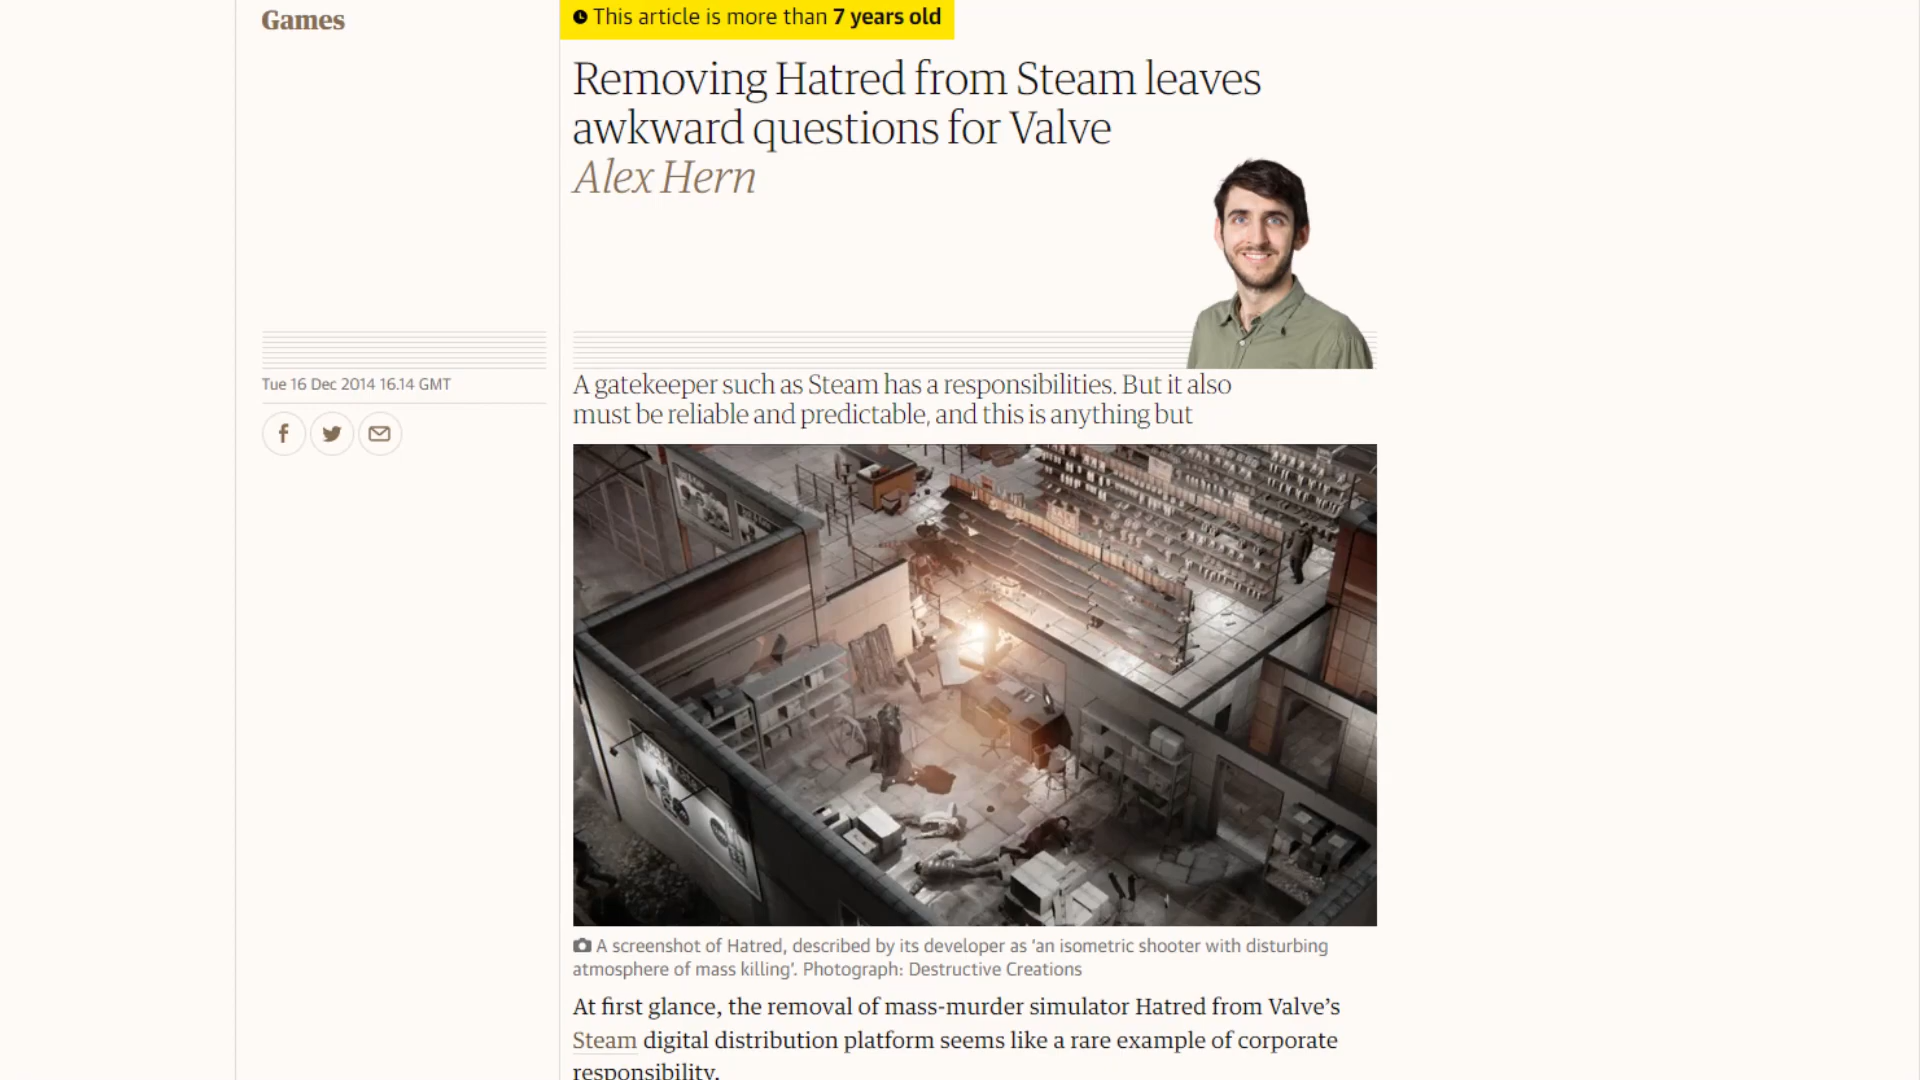 Games
This article is more than 7 years old
Removing Hatred from Steam leaves
awkward questions for Valve
Alex Hern
Tue 16 Dec 2014 16.14 GMT
A gatekeeper such as Steam has a responsibilities. But it also
must be reliable and predictable, and this is anything but
A screenshot of Hatred, described by its developer as ‘an isometric shooter with disturbing
atmosphere of mass killing’. Photograph: Destructive Creations
At first glance, the removal of mass-murder simulator Hatred from Valve’s
Steam digital distribution platform seems like a rare example of corporate
responsibility.